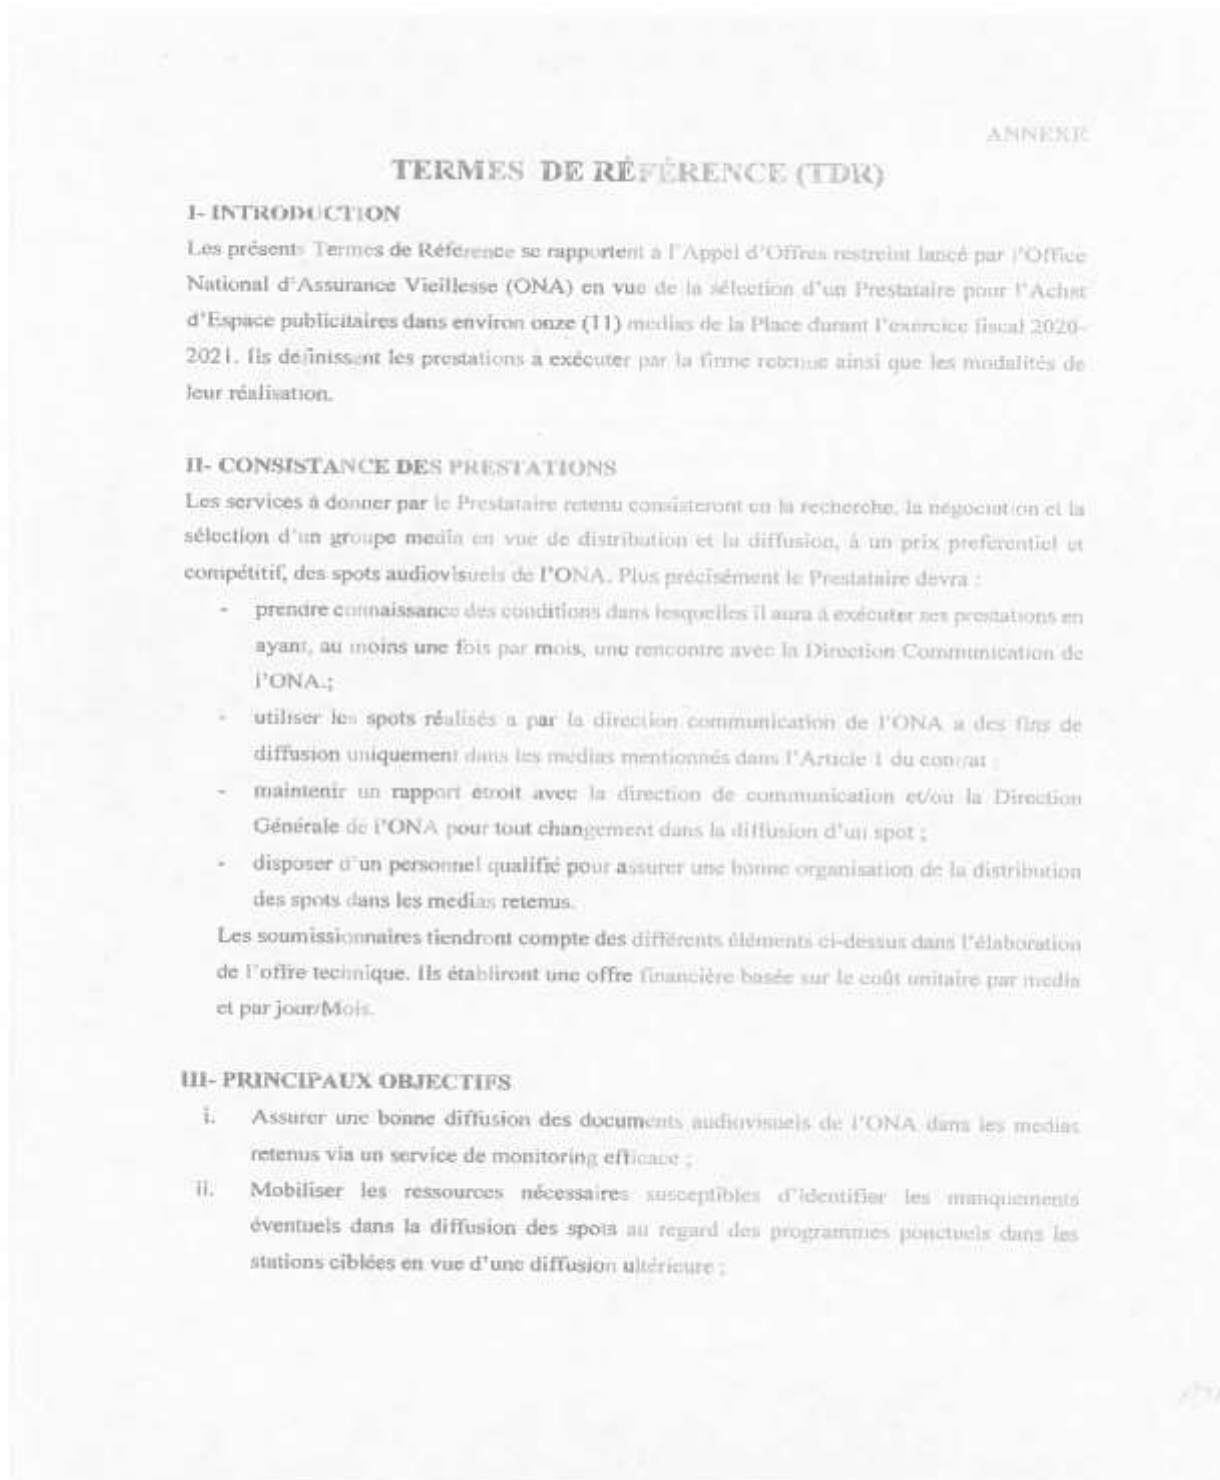 ANNEXE
TERMES DE RÉFÉRENCE (TDR)
I- INTRODUCTION
Les présents Termes de Référence se rapportent à l'Appel d'Offres restreint lancé par l'Office
National d'Assurance Vieillesse (ONA) en vue de la sélection d'un Prestataire pour l'Achat
d'Espace publicitaires dans environ onze (11) medias de la Place durant l'exercice fiscal 2020-
2021. Ils définissent les prestations à exécuter par la firme retenue ainsi que les modalités de
leur réalisation.
II- CONSISTANCE DES PRESTATIONS
Les services à donner par le Prestataire retenu consisteront en la recherche, la négociation et la
sélection d'un groupe media en vue de distribution et la diffusion, à un prix preferentiel et
compétitif, des spots audiovisuels de l'ONA. Plus précisément le Prestataire devra :
- prendre connaissance des conditions dans lesquelles il aura à exécuter ses prestations en
ayant, au moins une fois par mois, une rencontre avec la Direction Communication de
l'ONA.;
- utiliser les spots réalisés a par la direction communication de l'ONA a des fins de
diffusion uniquement dans les medias mentionnés dans l'Article 1 du contrat ;
- maintenir un rapport étroit avec la direction de communication et/ou la Direction
Générale de l'ONA pour tout changement dans la diffusion d'un spot ;
- disposer d'un personnel qualifié pour assurer une bonne organisation de la distribution
des spots dans les medias retenus.
Les soumissionnaires tiendront compte des différents éléments ci-dessus dans l'élaboration
de l'offre technique. Ils établiront une offre financière basée sur le coût unitaire par media
et par jour/Mois.
III- PRINCIPAUX OBJECTIFS
i. Assurer une bonne diffusion des documents audiovisuels de l'ONA dans les medias
retenus via un service de monitoring efficace ;
ii. Mobiliser les ressources nécessaires susceptibles d'identifier les manquements
éventuels dans la diffusion des spots au regard des programmes ponctuels dans les
stations ciblées en vue d'une diffusion ultérieure ;